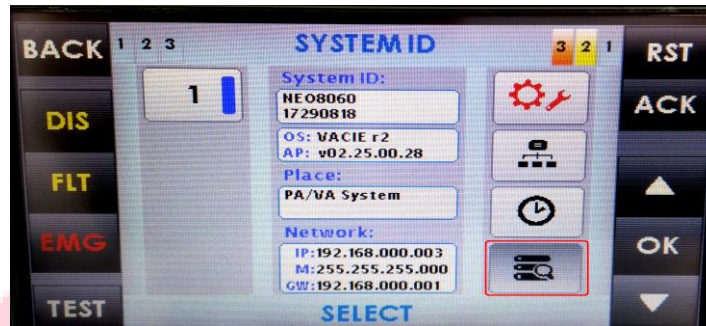 BACK
1 2 3
SYSTEM ID
3 2 1
RST
DIS
1
System ID:
NEO8060
17290818
ACK
OS: VACIE r2
AP: v02.25.00.28
FLT
Place:
PA/VA System
EMG
Network:
IP:192.168.000.003
M:255.255.255.000
GW:192.168.000.001
OK
TEST
SELECT